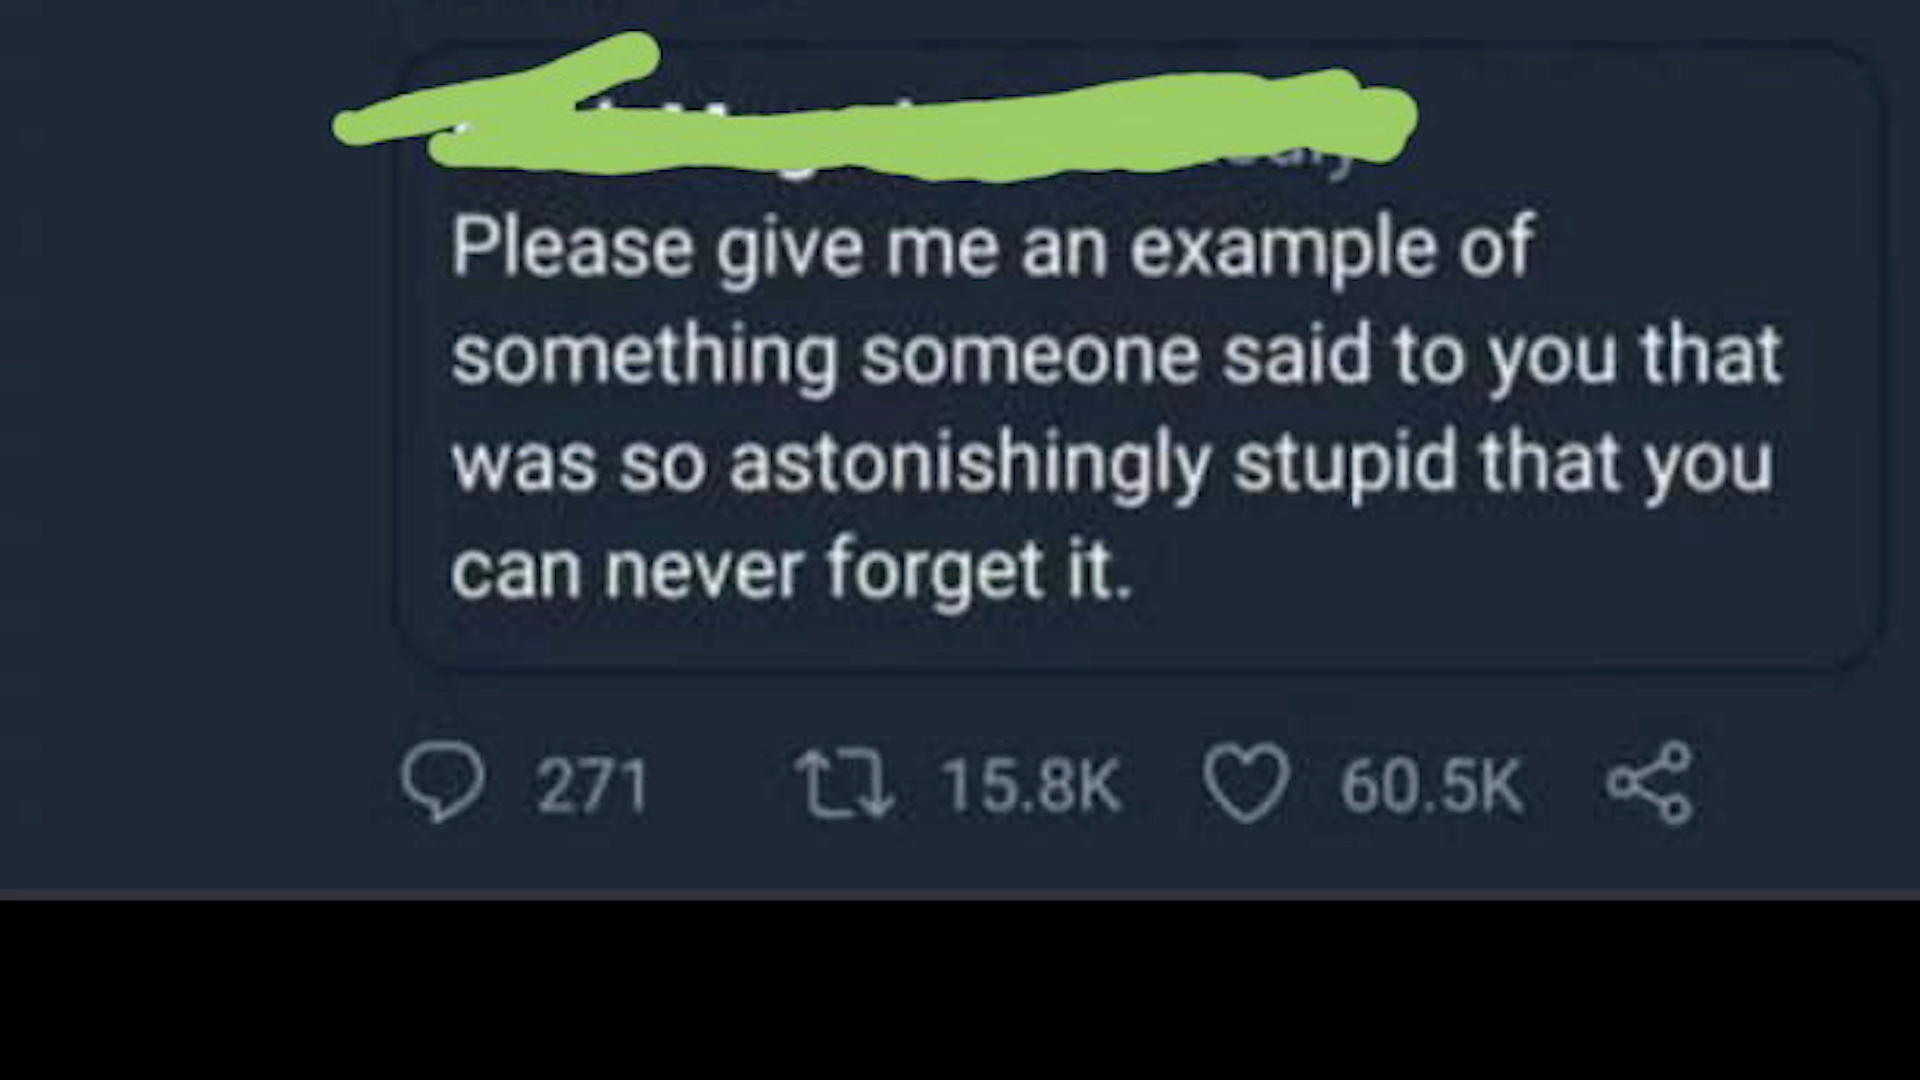 Please give me an example of
something someone said to you that
was so astonishingly stupid that you
can never forget it.
271 15.8K 60.5K